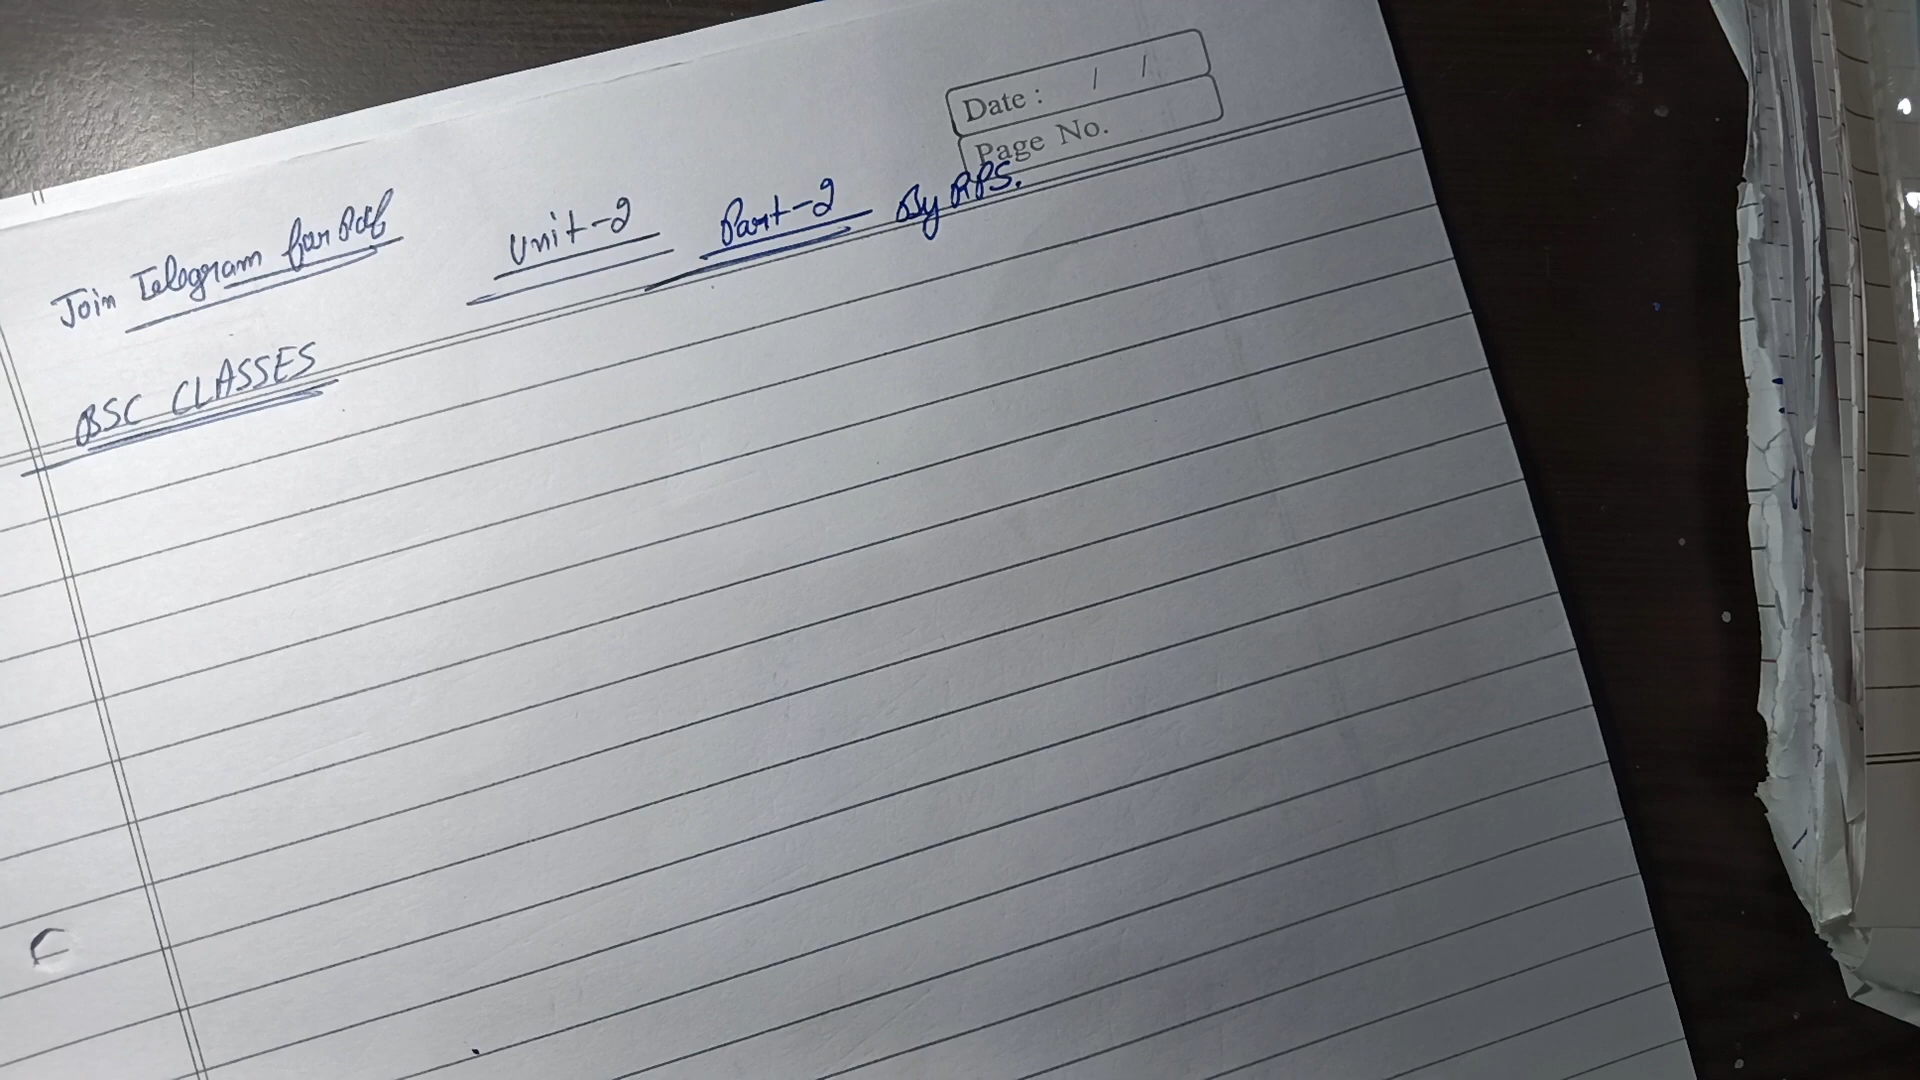 Date : / /
Page No.
Join Telegram for Pdf Unit-2 Part-2 By RPS.
BSC CLASSES